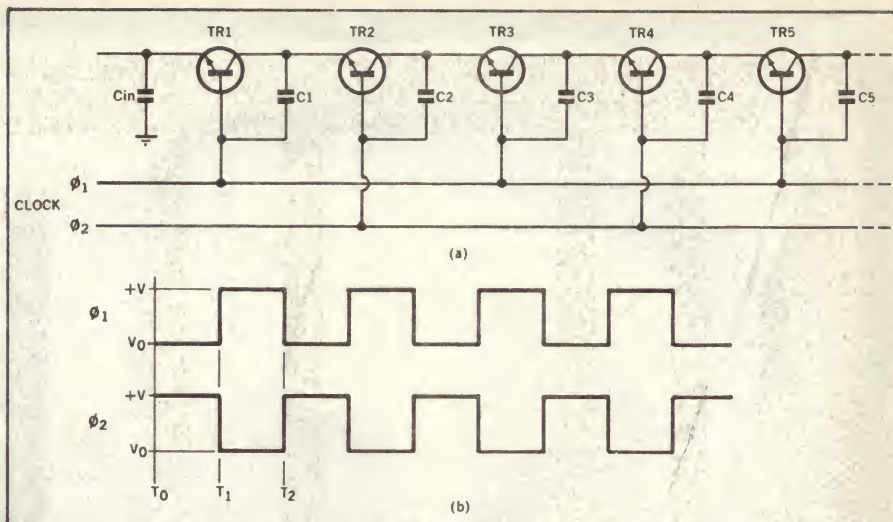 TR1 TR2 TR3 TR4 TR5
Cin C1 C2 C3 C4 C5
Ø1
CLOCK
Ø2
(a)
+V
Ø1
V0
+V
Ø2
V0
T0 T1 T2
(b)